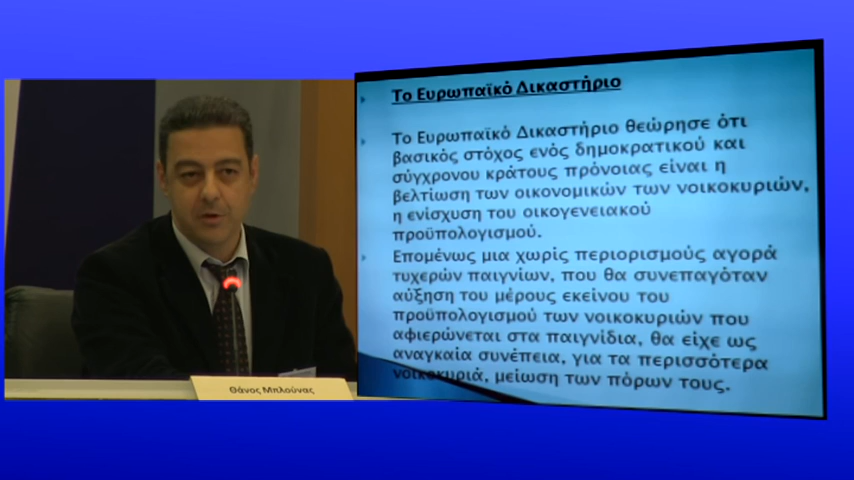 Το Ευρωπαϊκό Δικαστήριο
Το Ευρωπαϊκό Δικαστήριο θεώρησε ότι
βασικός στόχος ενός δημοκρατικού και
σύγχρονου κράτους πρόνοιας είναι η
βελτίωση των οικονομικών των νοικοκυριών,
η ενίσχυση του οικογενειακού
προϋπολογισμού.
Επομένως μια χωρίς περιορισμούς αγορά
τυχερών παιγνίων, που θα συνεπαγόταν
αύξηση του μέρους εκείνου του
προϋπολογισμού των νοικοκυριών που
αφιερώνεται στα παιγνίδια, θα είχε ως
αναγκαία συνέπεια, για τα περισσότερα
νοικοκυριά, μείωση των πόρων τους.
Θάνος Μπλούνας